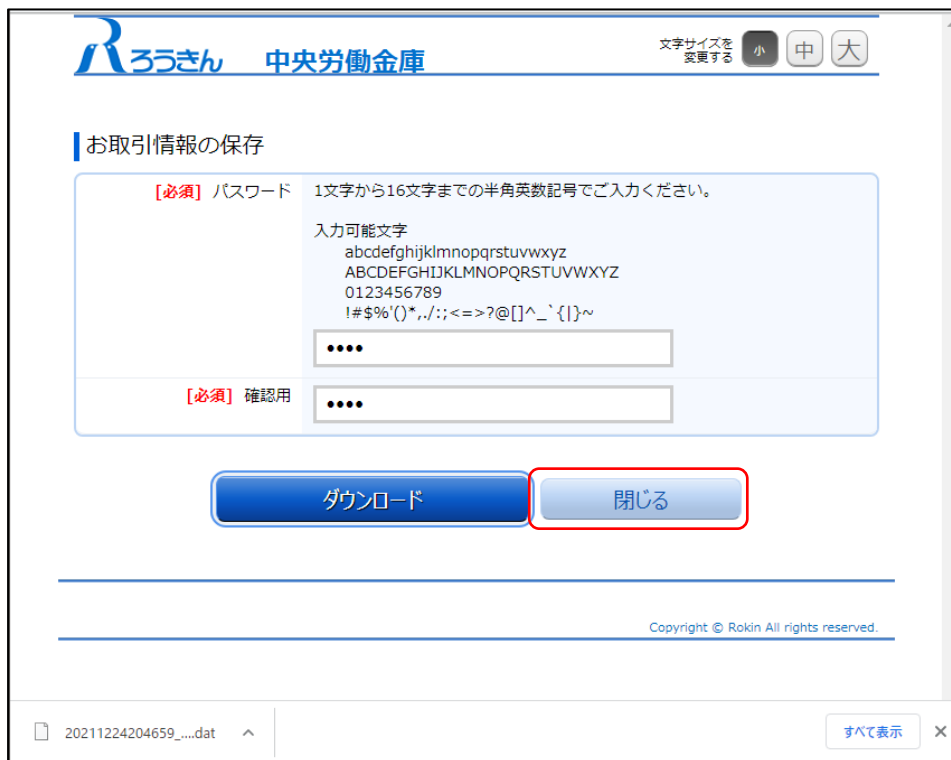 ろうきん 中央労働金庫
文字サイズを
変更する 小 中 大
お取引情報の保存
[必須] パスワード 1文字から16文字までの半角英数記号でご入力ください。
入力可能文字
abcdefghijklmnopqrstuvwxyz
ABCDEFGHIJKLMNOPQRSTUVWXYZ
0123456789
!#$%'()*,./:;<=>?@[]^_`{|}~
••••
[必須] 確認用 ••••
ダウンロード 閉じる
Copyright © Rokin All rights reserved.
20211224204659_....dat すべて表示